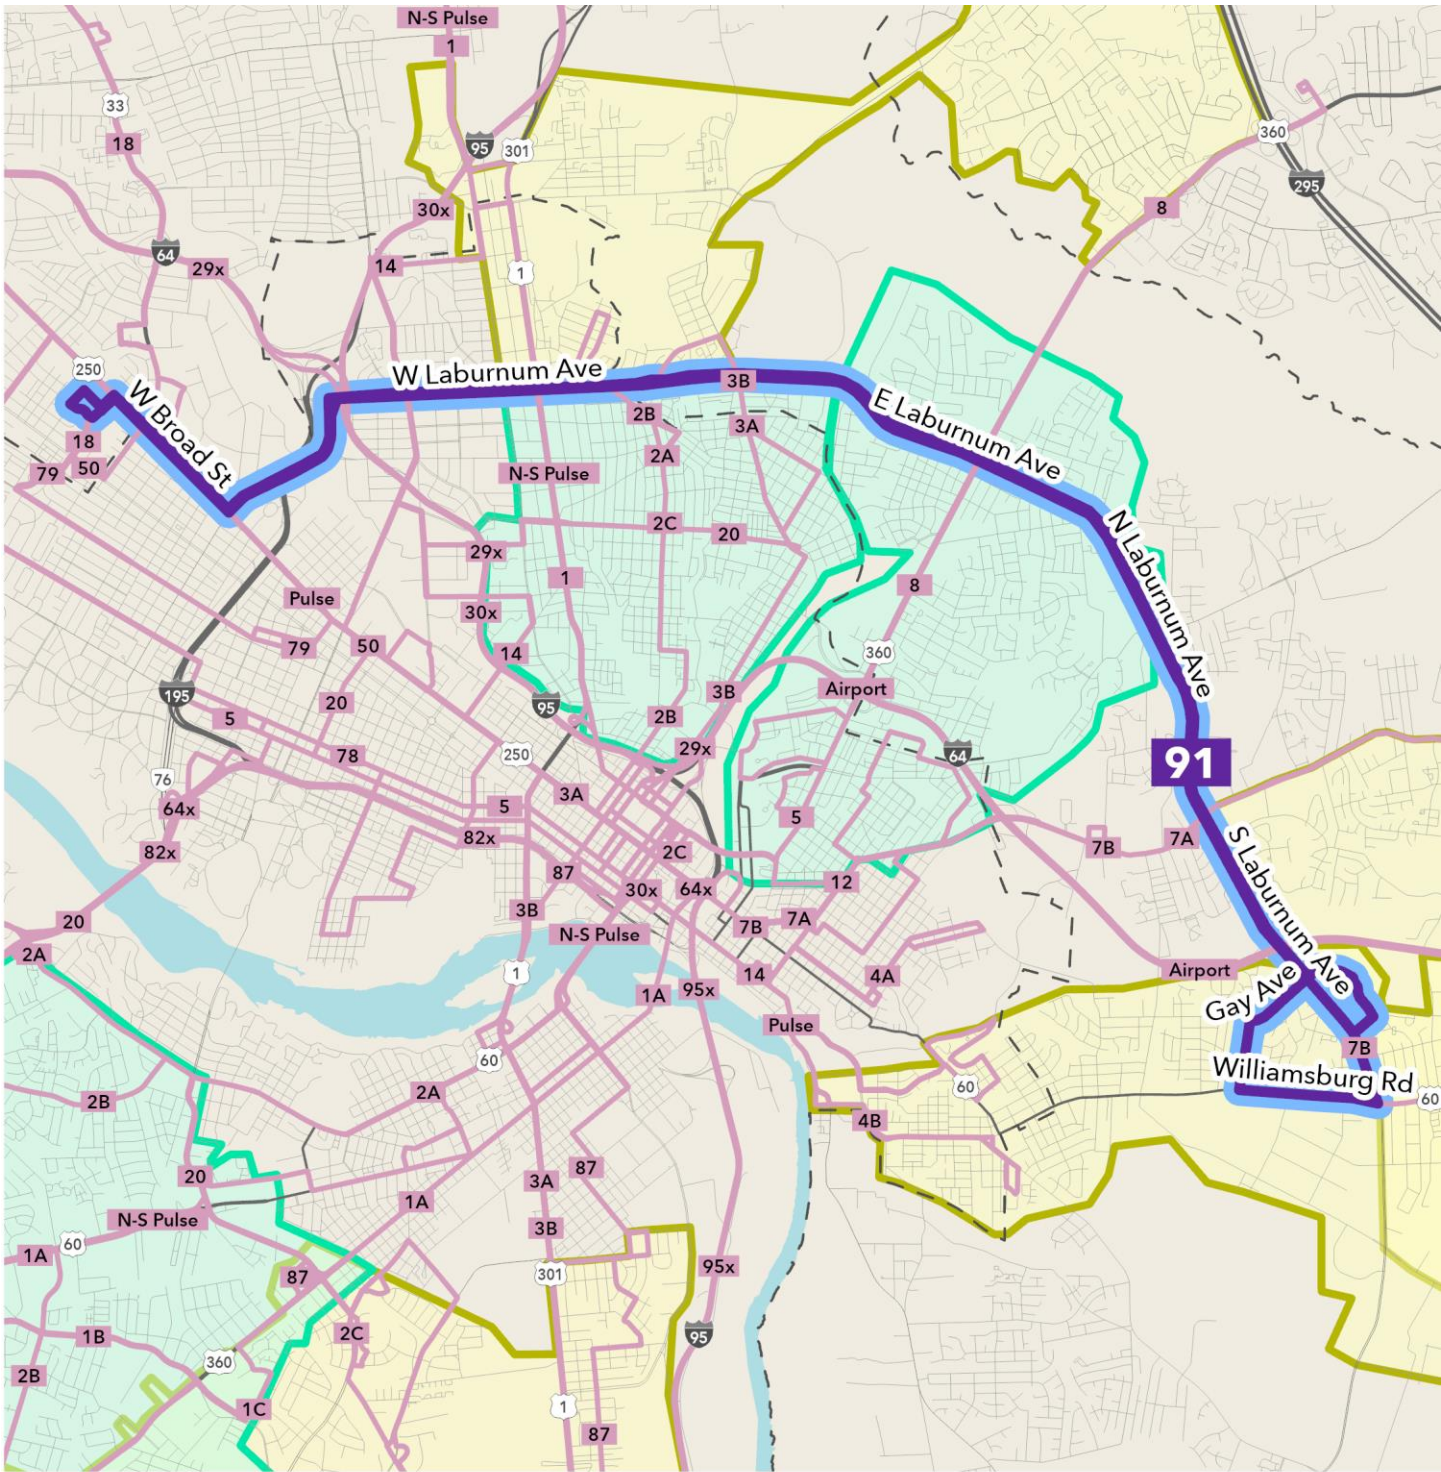 N-S Pulse
1
33
18
95
301
360
295
30x
8
64
29x
14
1
250
W Laburnum Ave
3B
W Broad St
E Laburnum Ave
2B
3A
18
79
50
2A
N-S Pulse
N Laburnum Ave
2C
20
29x
1
8
Pulse
30x
79
50
14
360
Airport
195
5
20
95
3B
2B
78
250
29x
64
91
76
64x
3A
5
5
82x
82x
2C
7B
7A
S Laburnum Ave
87
30x
64x
12
20
3B
7B
7A
2A
N-S Pulse
1
14
4A
Airport
1A
95x
Gay Ave
Pulse
60
7B
Williamsburg Rd
2B
2A
60
60
4B
20
3A
87
1A
N-S Pulse
3B
1A
60
87
301
95x
1B
2C
95
360
2B
1C
1
87